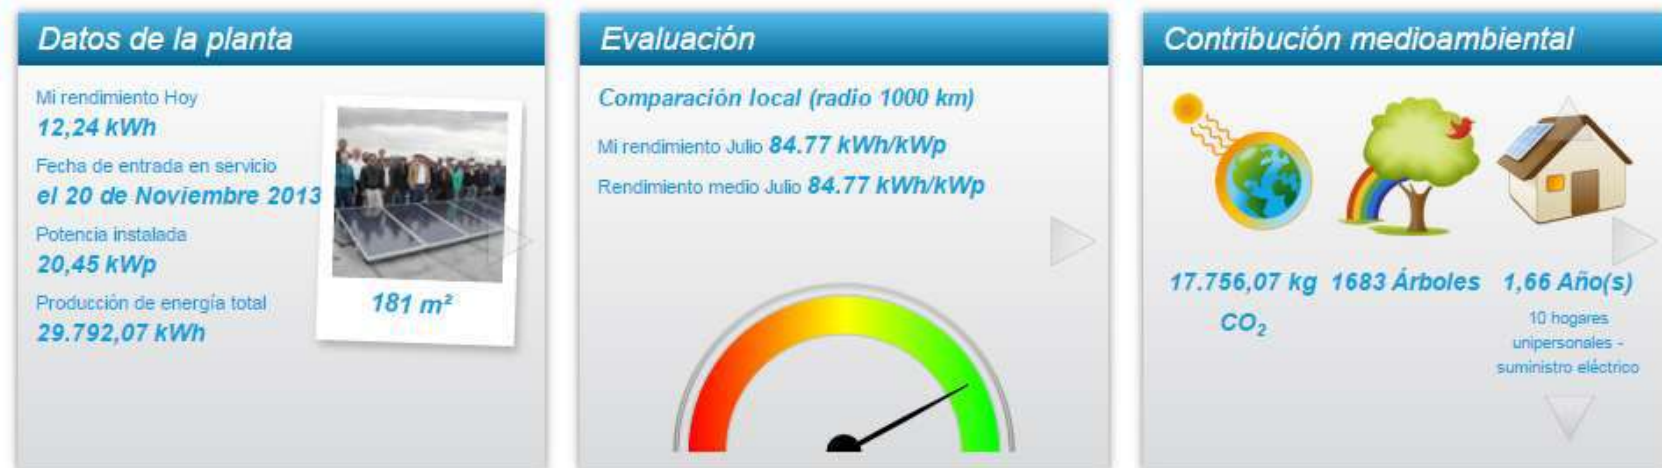 Datos de la planta
Mi rendimiento Hoy
12,24 kWh
Fecha de entrada en servicio
el 20 de Noviembre 2013
Potencia instalada
20,45 kWp
Producción de energía total
29.792,07 kWh
181 m²
Evaluación
Comparación local (radio 1000 km)
Mi rendimiento Julio 84.77 kWh/kWp
Rendimiento medio Julio 84.77 kWh/kWp
Contribución medioambiental
17.756,07 kg
CO₂
1683 Árboles
1,66 Año(s)
10 hogares
unipersonales -
suministro eléctrico